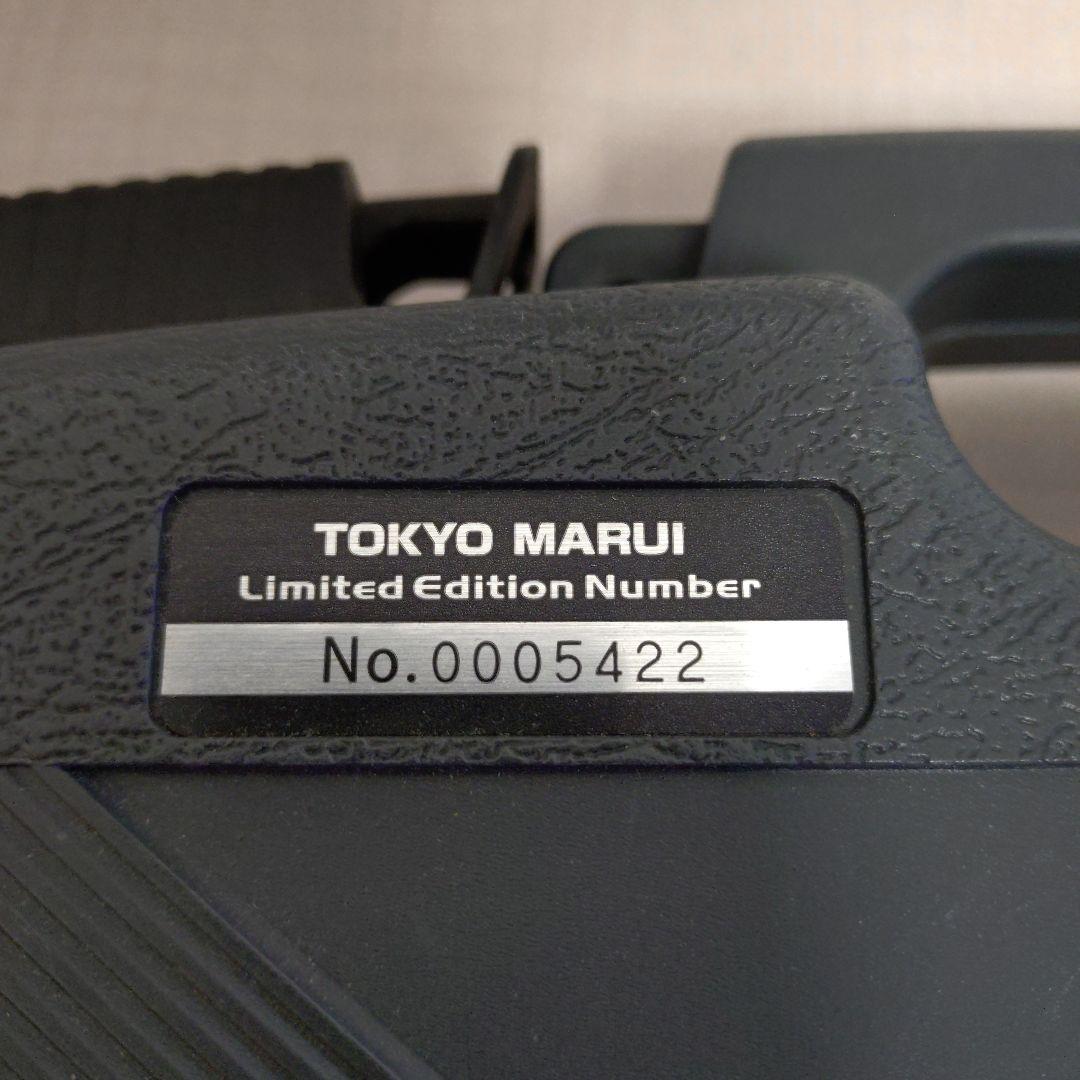 TOKYO MARUI
Limited Edition Number
No.0005422